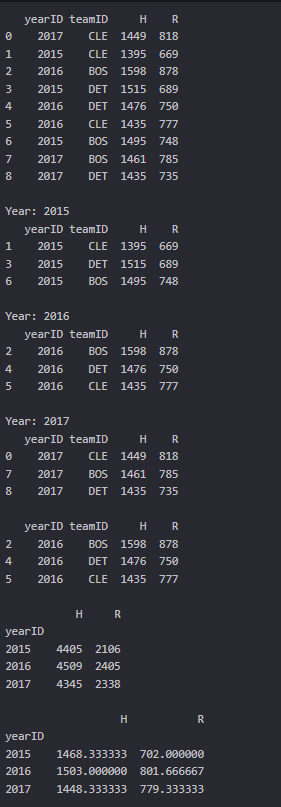 yearID teamID     H    R
0    2017    CLE  1449  818
1    2015    CLE  1395  669
2    2016    BOS  1598  878
3    2015    DET  1515  689
4    2016    DET  1476  750
5    2016    CLE  1435  777
6    2015    BOS  1495  748
7    2017    BOS  1461  785
8    2017    DET  1435  735
Year: 2015
   yearID teamID     H    R
1    2015    CLE  1395  669
3    2015    DET  1515  689
6    2015    BOS  1495  748
Year: 2016
   yearID teamID     H    R
2    2016    BOS  1598  878
4    2016    DET  1476  750
5    2016    CLE  1435  777
Year: 2017
   yearID teamID     H    R
0    2017    CLE  1449  818
7    2017    BOS  1461  785
8    2017    DET  1435  735
   yearID teamID     H    R
2    2016    BOS  1598  878
4    2016    DET  1476  750
5    2016    CLE  1435  777
           H     R
yearID
2015    4405  2106
2016    4509  2405
2017    4345  2338
                  H           R
yearID
2015    1468.333333  702.000000
2016    1503.000000  801.666667
2017    1448.333333  779.333333